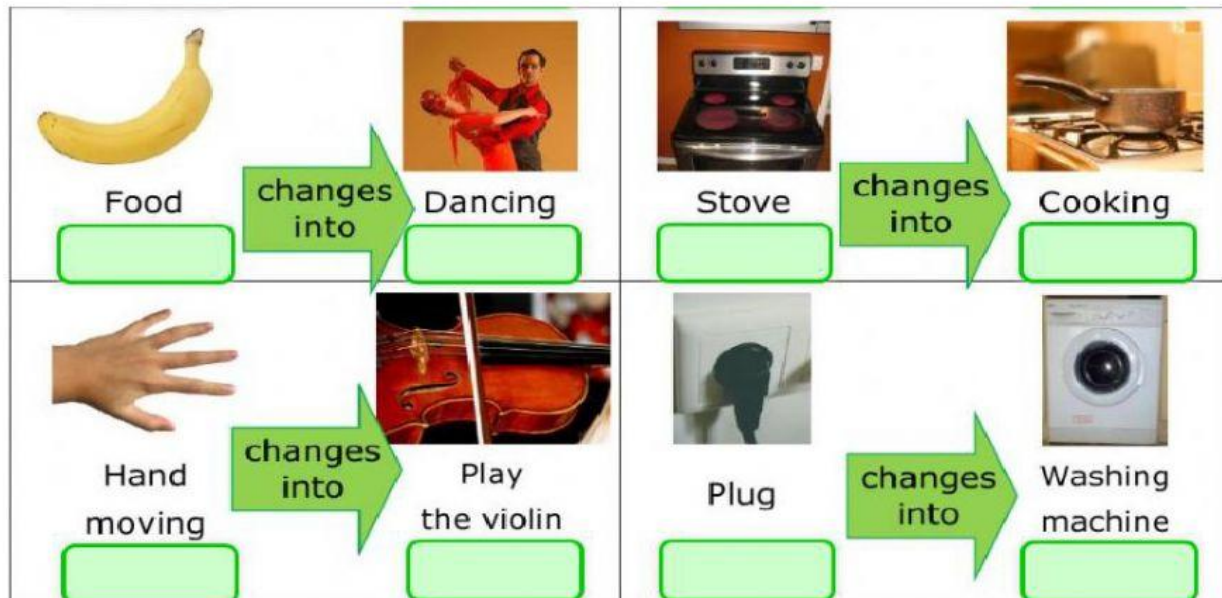 Food
changes
into
Dancing
Stove
changes
into
Cooking
Hand
moving
changes
into
Play
the violin
Plug
changes
into
Washing
machine